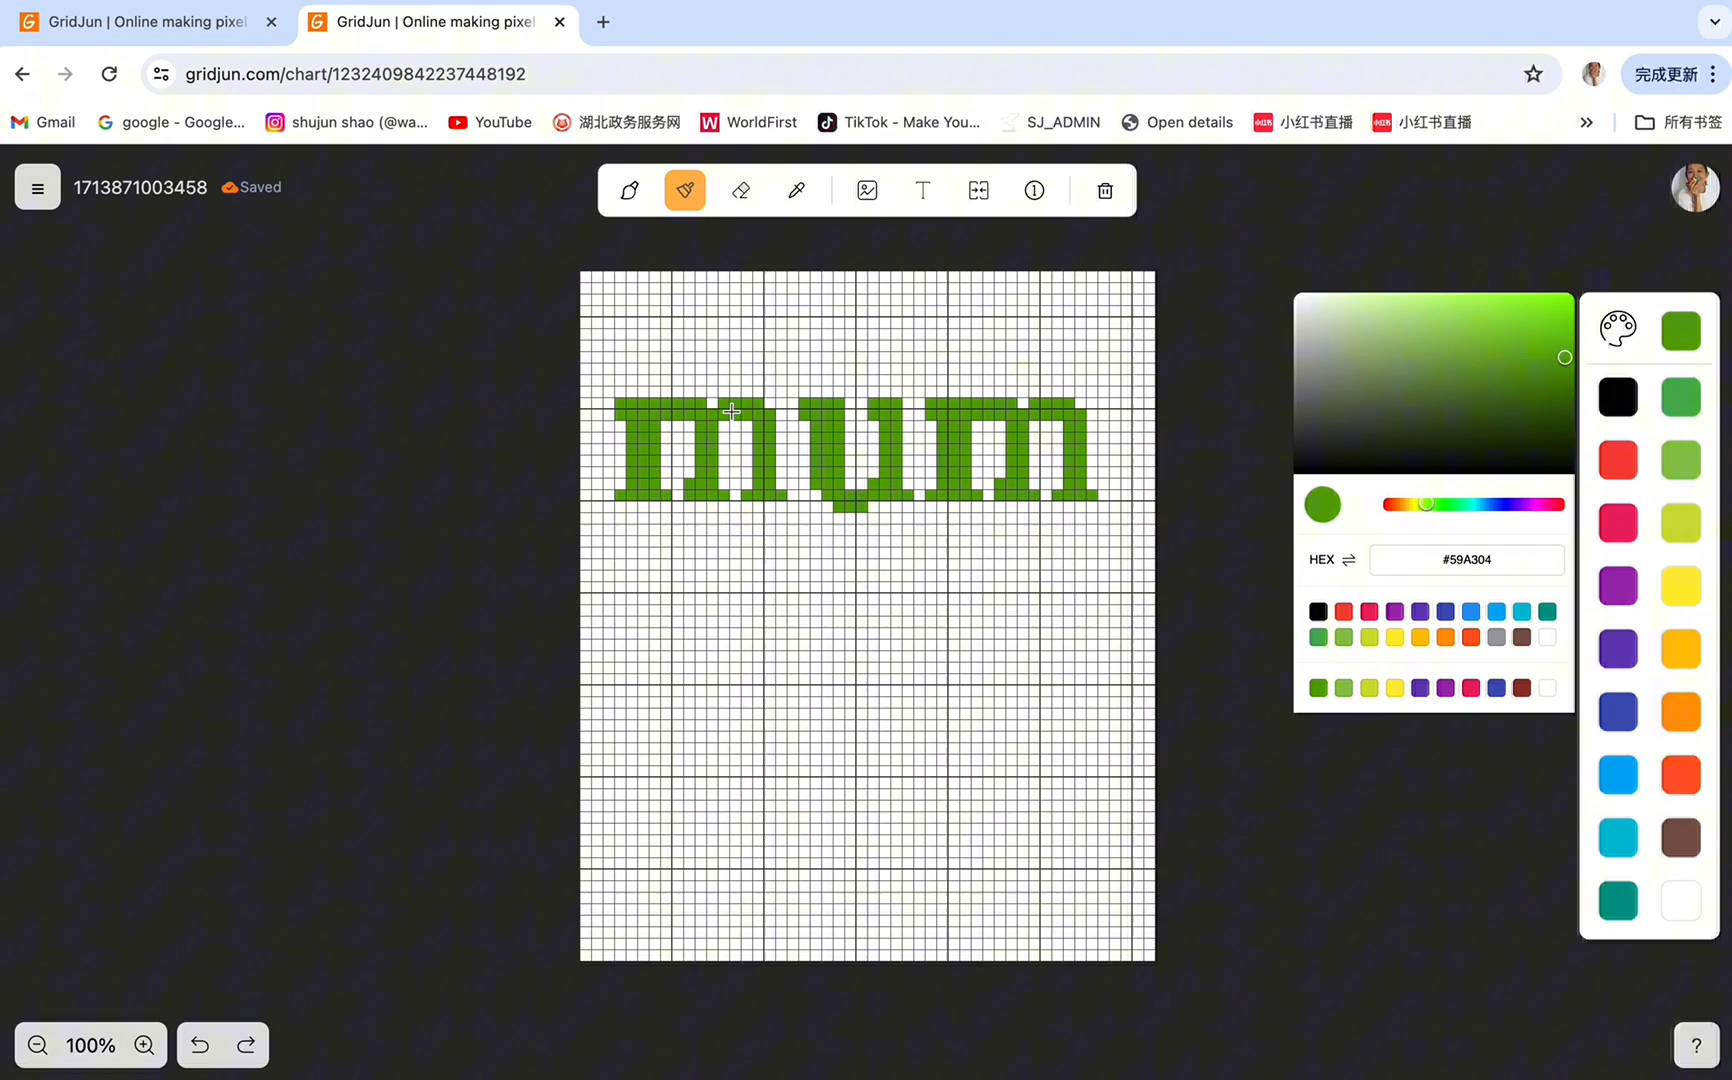 GridJun | Online making pixel
GridJun | Online making pixel
gridjun.com/chart/1232409842237448192
完成更新
Gmail
google - Google...
shujun shao (@wa...
YouTube
湖北政务服务网
WorldFirst
TikTok - Make You...
SJ_ADMIN
Open details
小红书直播
小红书直播
所有书签
1713871003458
Saved
mum
HEX
#59A304
100%
?